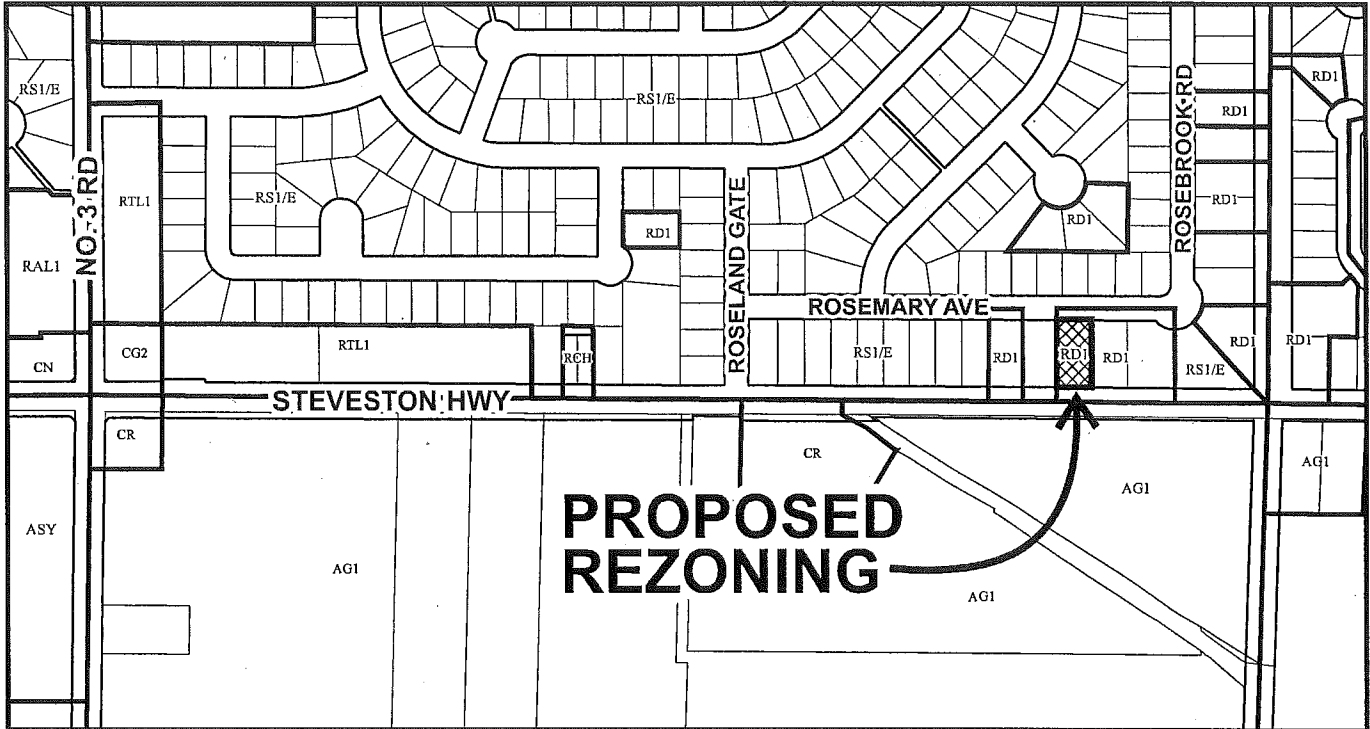 RS1/E
RS1/E
RD1
RD1
NO. 3 RD
RTL1
RS1/E
ROSEBROOK RD
RD1
ROSELAND GATE
RD1
RD1
RAL1
ROSEMARY AVE
CN
CG2
RTL1
RCH
RS1/E
RD1
RD1
RD1
RS1/E
RD1
RD1
STEVESTON HWY
CR
CR
AG1
AG1
PROPOSED
REZONING
ASY
AG1
AG1